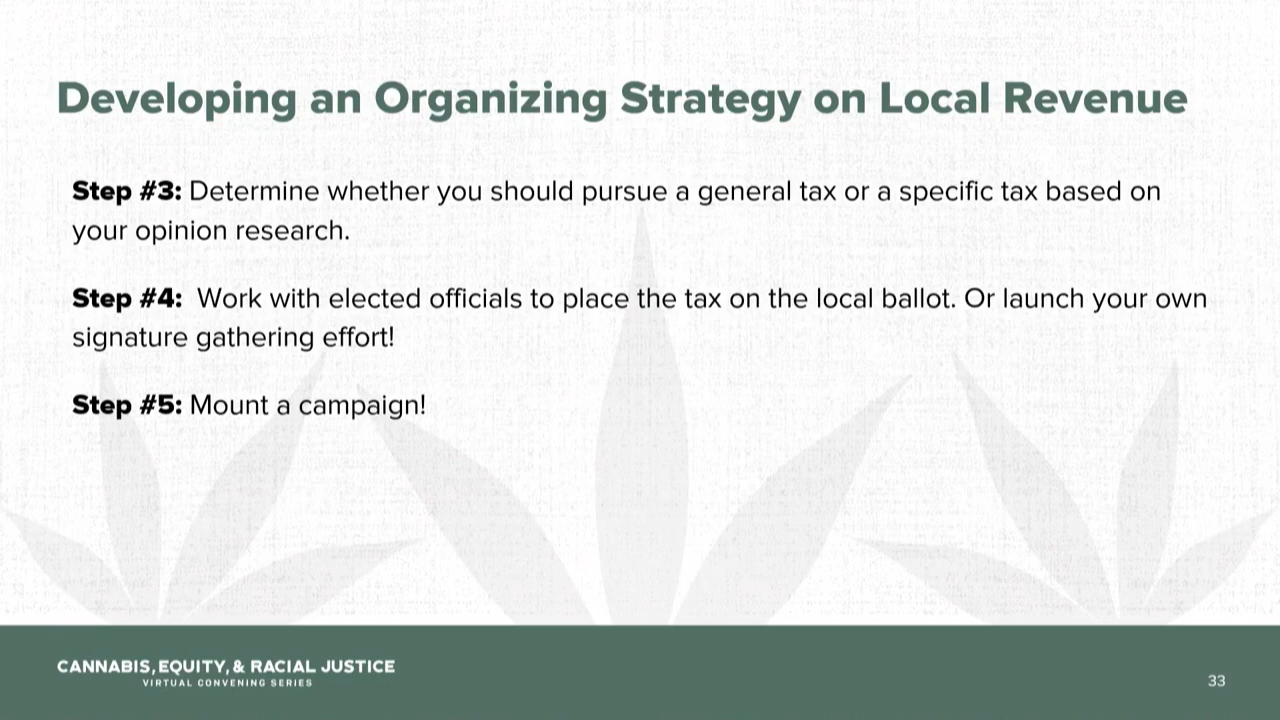 Developing an Organizing Strategy on Local Revenue
Step #3: Determine whether you should pursue a general tax or a specific tax based on
your opinion research.
Step #4:  Work with elected officials to place the tax on the local ballot. Or launch your own
signature gathering effort!
Step #5: Mount a campaign!
CANNABIS, EQUITY, & RACIAL JUSTICE
VIRTUAL CONVENING SERIES
33